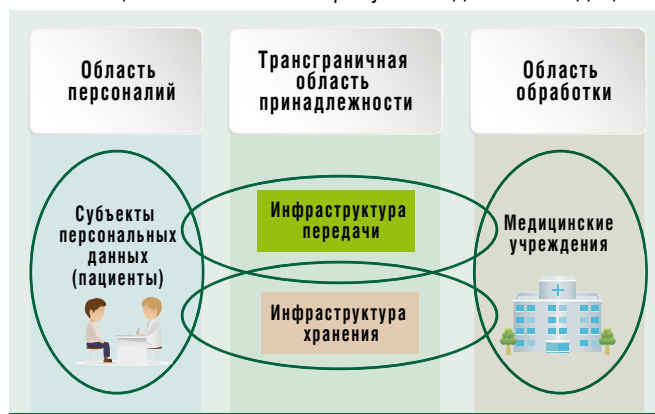 Область
персоналий
Трансграничная
область
принадлежности
Область
обработки
Субъекты
персональных
данных
(пациенты)
Инфраструктура
передачи
Инфраструктура
хранения
Медицинские
учреждения